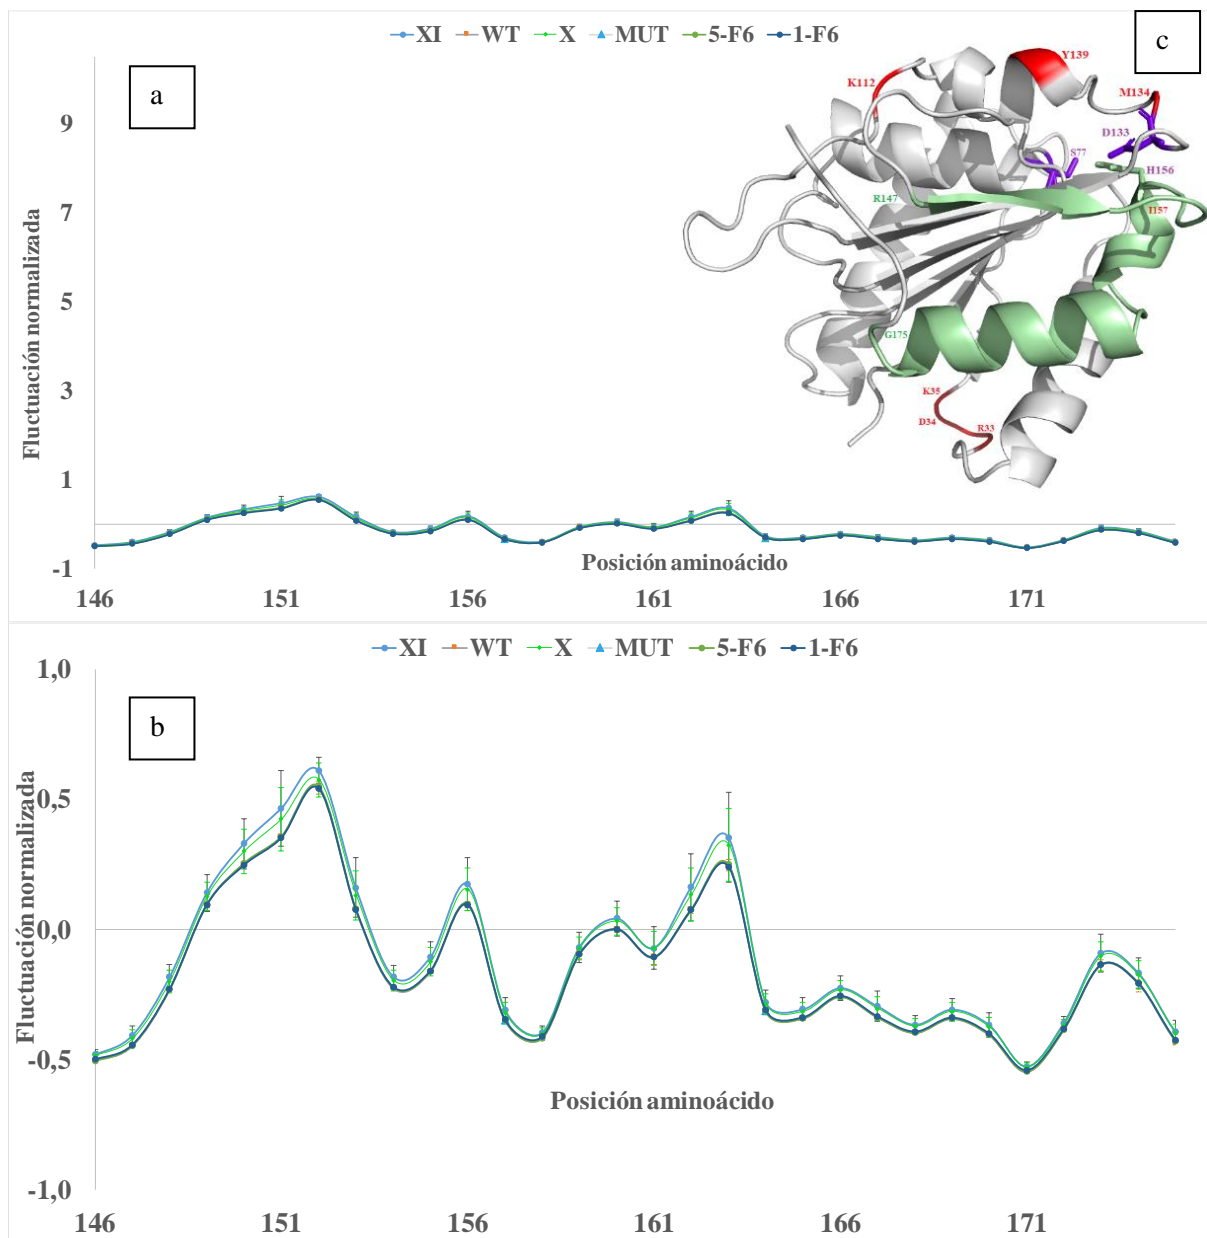 XI WT X MUT 5-F6 1-F6
a
c
Fluctuación normalizada
9
7
5
3
1
-1
Y139
K112
M134
D133
S77
H156
R147
I157
G175
K35
D34
R33
Posición aminoácido
146 151 156 161 166 171
XI WT X MUT 5-F6 1-F6
b
Fluctuación normalizada
1,0
0,5
0,0
-0,5
-1,0
Posición aminoácido
146 151 156 161 166 171